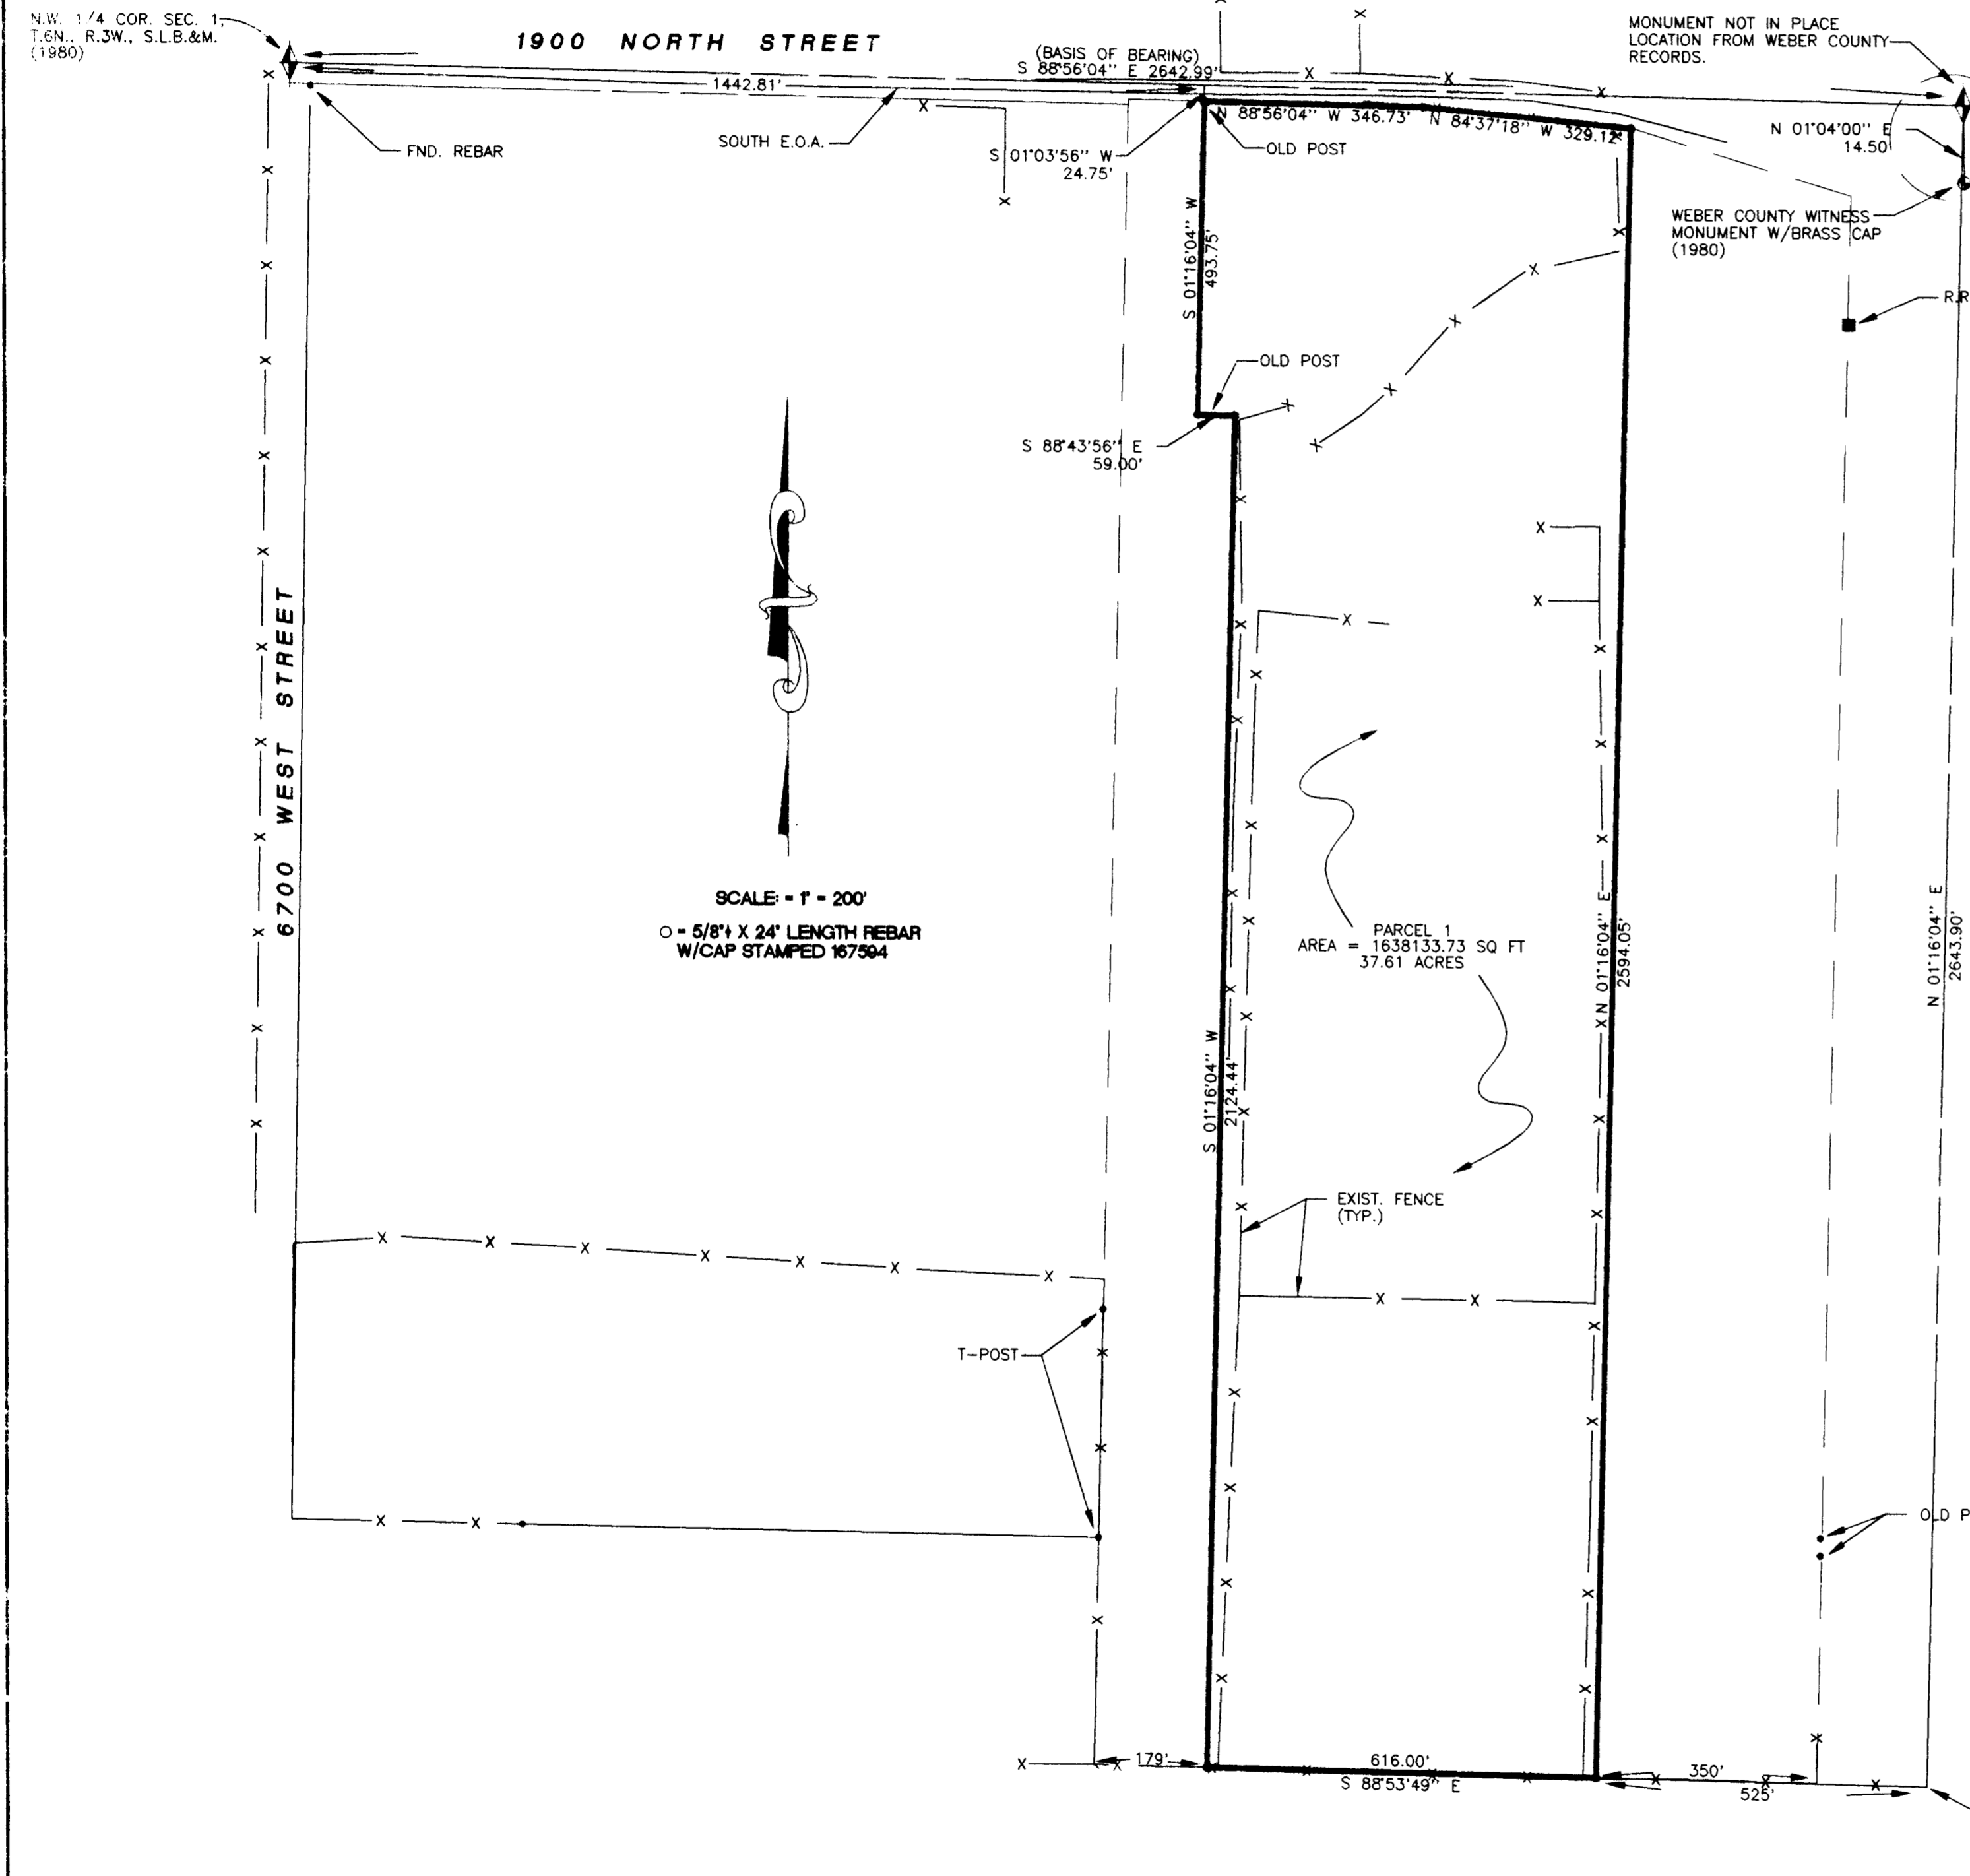 N.W. 1/4 COR. SEC. 1,
T.6N., R.3W., S.L.B.&M.
(1980)
1900 NORTH STREET
(BASIS OF BEARING)
S 88°56'04" E 2642.99'
MONUMENT NOT IN PLACE
LOCATION FROM WEBER COUNTY
RECORDS.
1442.81'
FND. REBAR
SOUTH E.O.A.
S 01°03'56" W
24.75'
N 88°56'04" W 346.73'
N 84°37'18" W 329.12'
OLD POST
N 01°04'00" E
14.50'
WEBER COUNTY WITNESS
MONUMENT W/BRASS CAP
(1980)
S 01°16'04" W
493.75'
R.R
OLD POST
S 88°43'56" E
59.00'
6700 WEST STREET
SCALE: = 1" = 200'
O = 5/8"φ X 24" LENGTH REBAR
W/CAP STAMPED 167594
PARCEL 1
AREA = 1638133.73 SQ FT
37.61 ACRES
N 01°16'04" E
2594.05'
N 01°16'04" E
2643.90'
S 01°16'04" W
2124.44'
EXIST. FENCE
(TYP.)
T-POST
OLD P
179'
616.00'
S 88°53'49" E
350'
525'